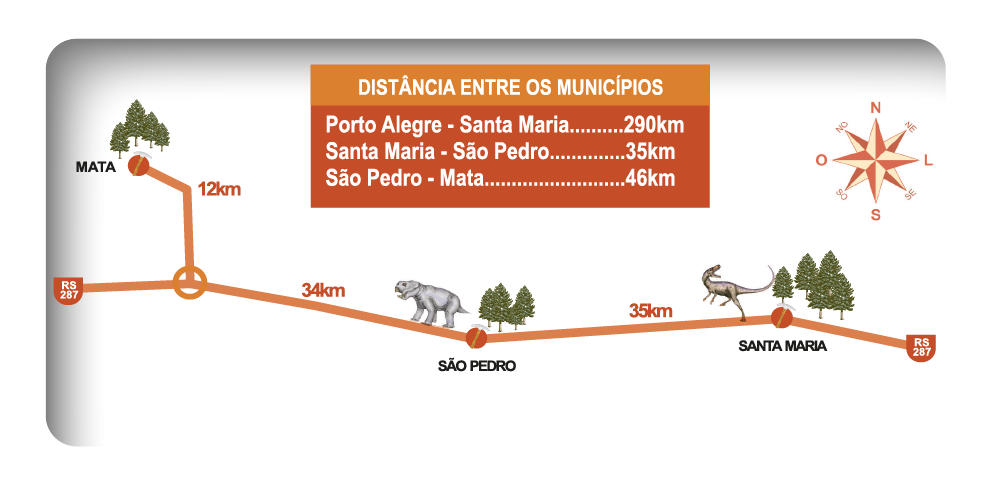 DISTÂNCIA ENTRE OS MUNICÍPIOS
Porto Alegre - Santa Maria..........290km
Santa Maria - São Pedro..............35km
São Pedro - Mata..........................46km
N
NO
NE
O
L
SO
SE
S
MATA
12km
RS
287
34km
35km
SÃO PEDRO
SANTA MARIA
RS
287